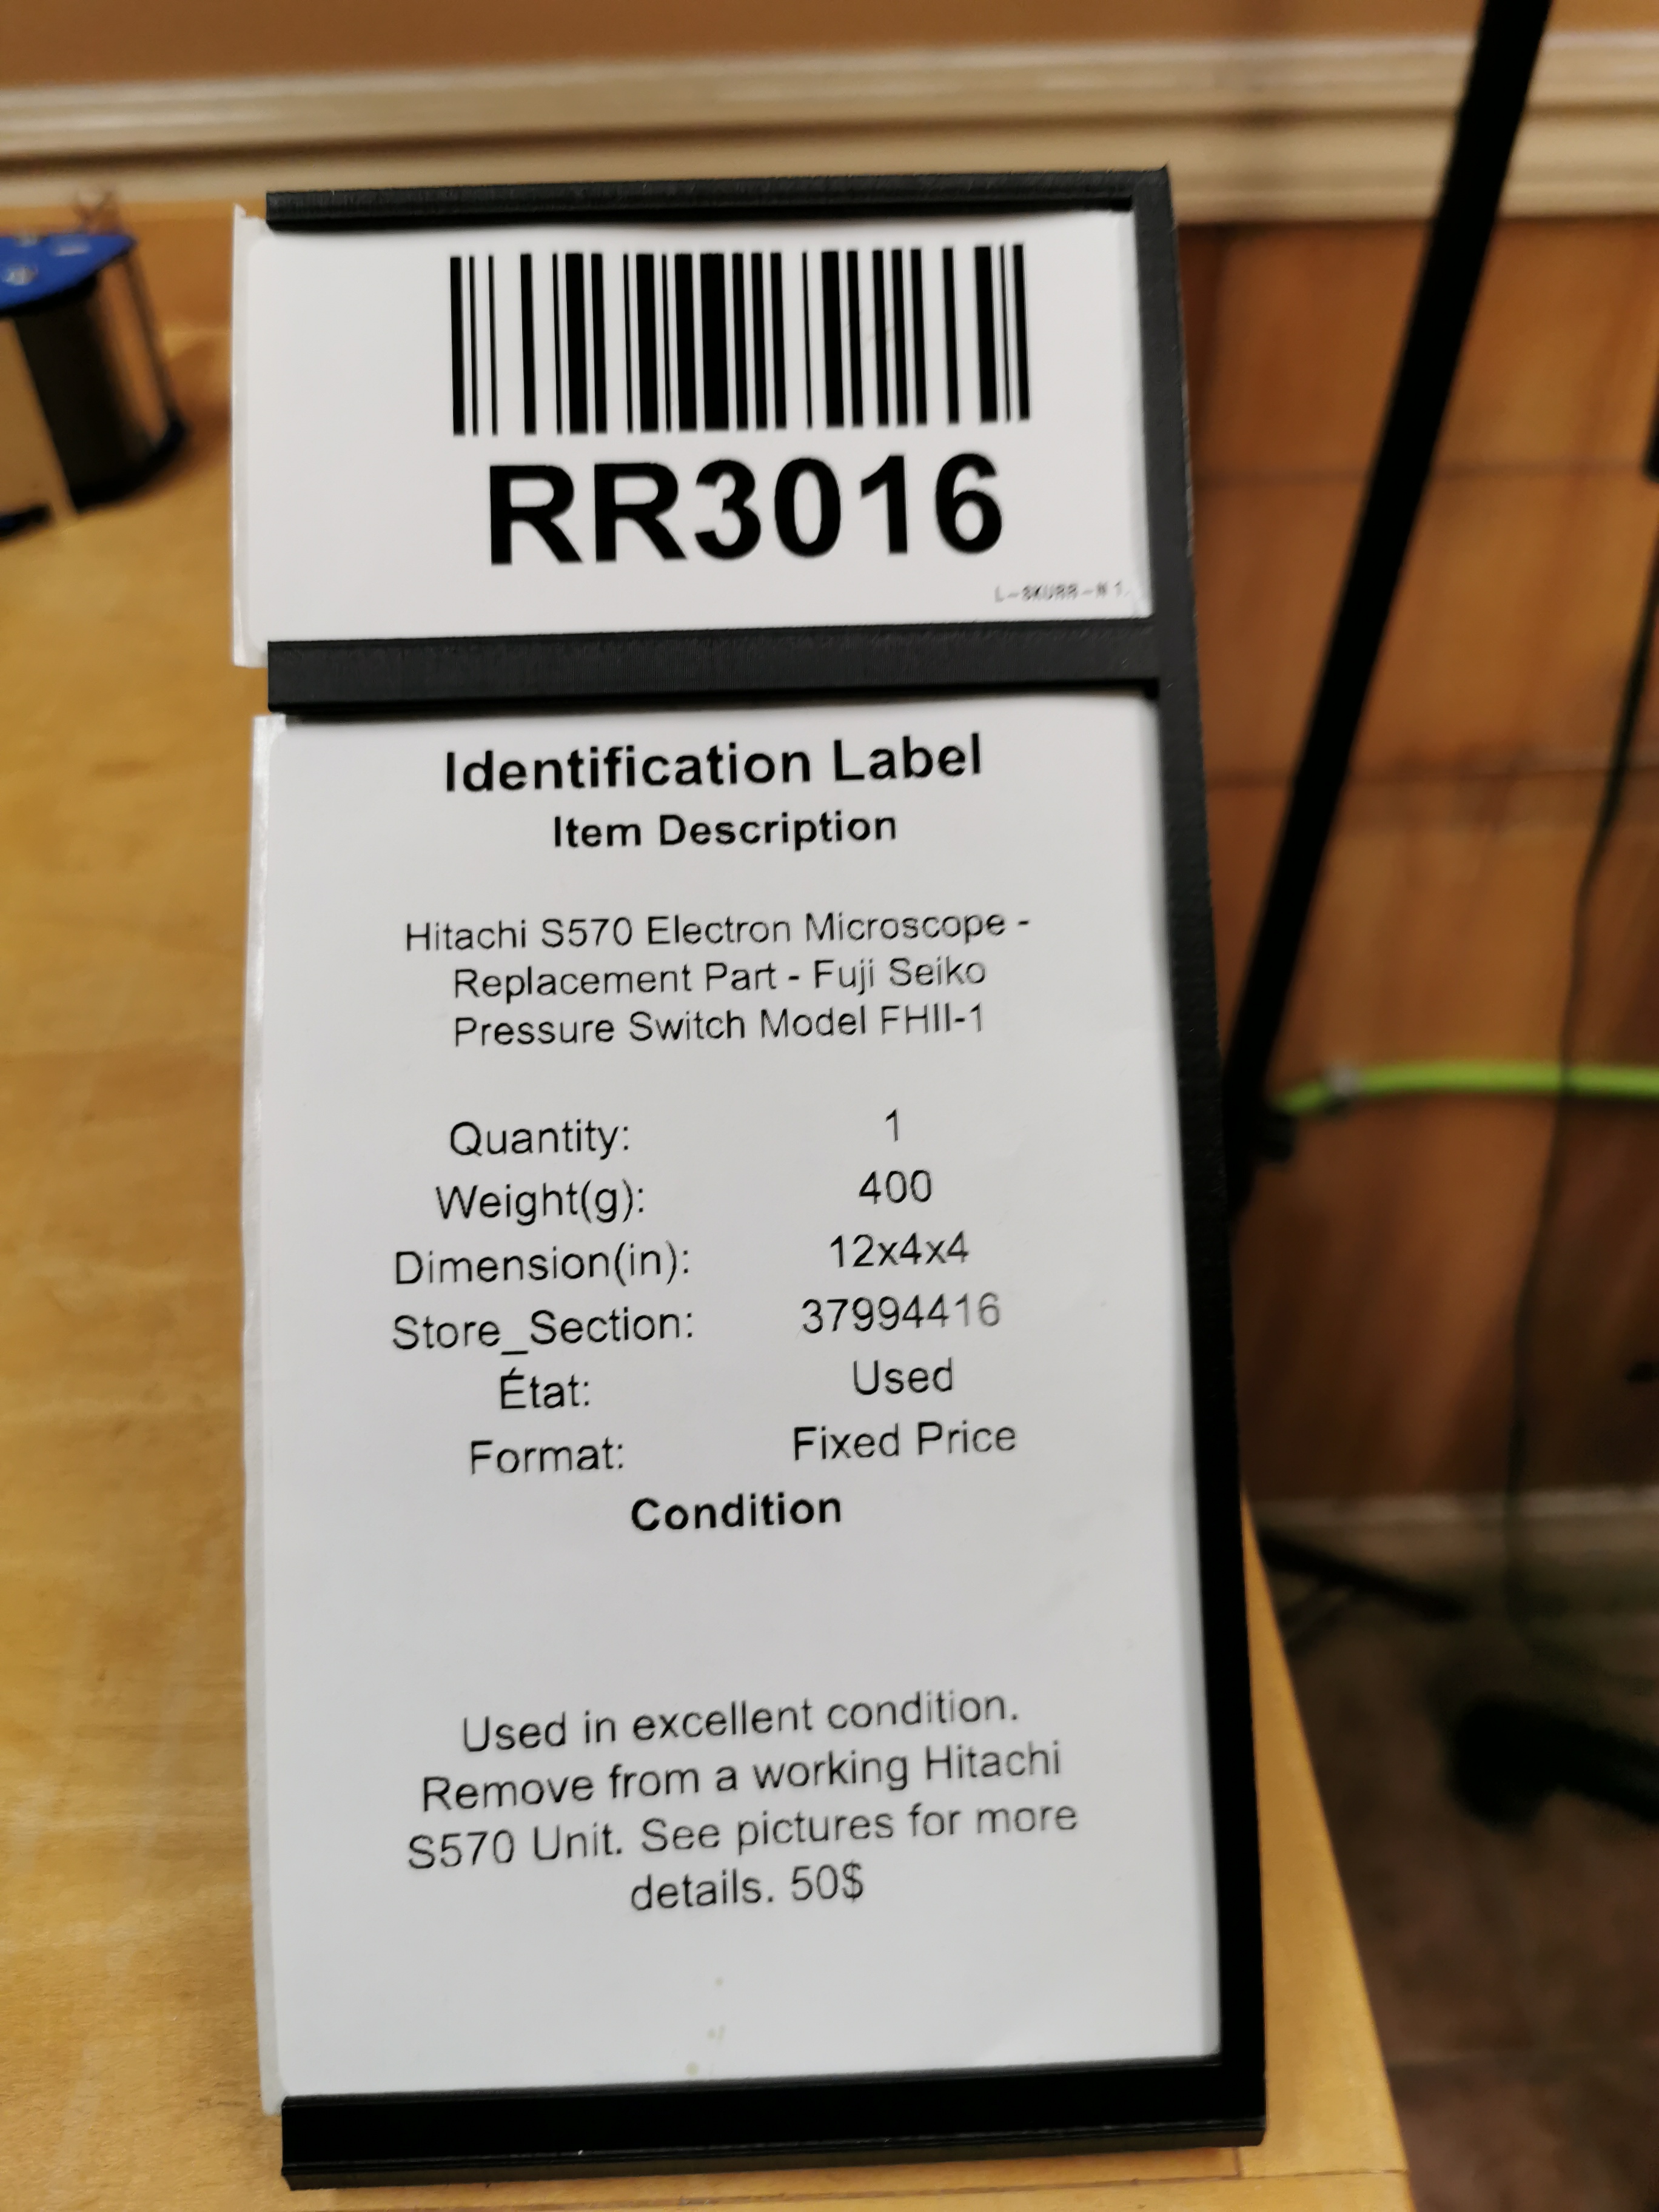 RR3016
Identification Label
Item Description
Hitachi S570 Electron Microscope -
Replacement Part - Fuji Seiko
Pressure Switch Model FHII-1
Quantity: 1
Weight(g): 400
Dimension(in): 12x4x4
Store_Section: 37994416
État: Used
Format: Fixed Price
Condition
Used in excellent condition.
Remove from a working Hitachi
S570 Unit. See pictures for more
details. 50$